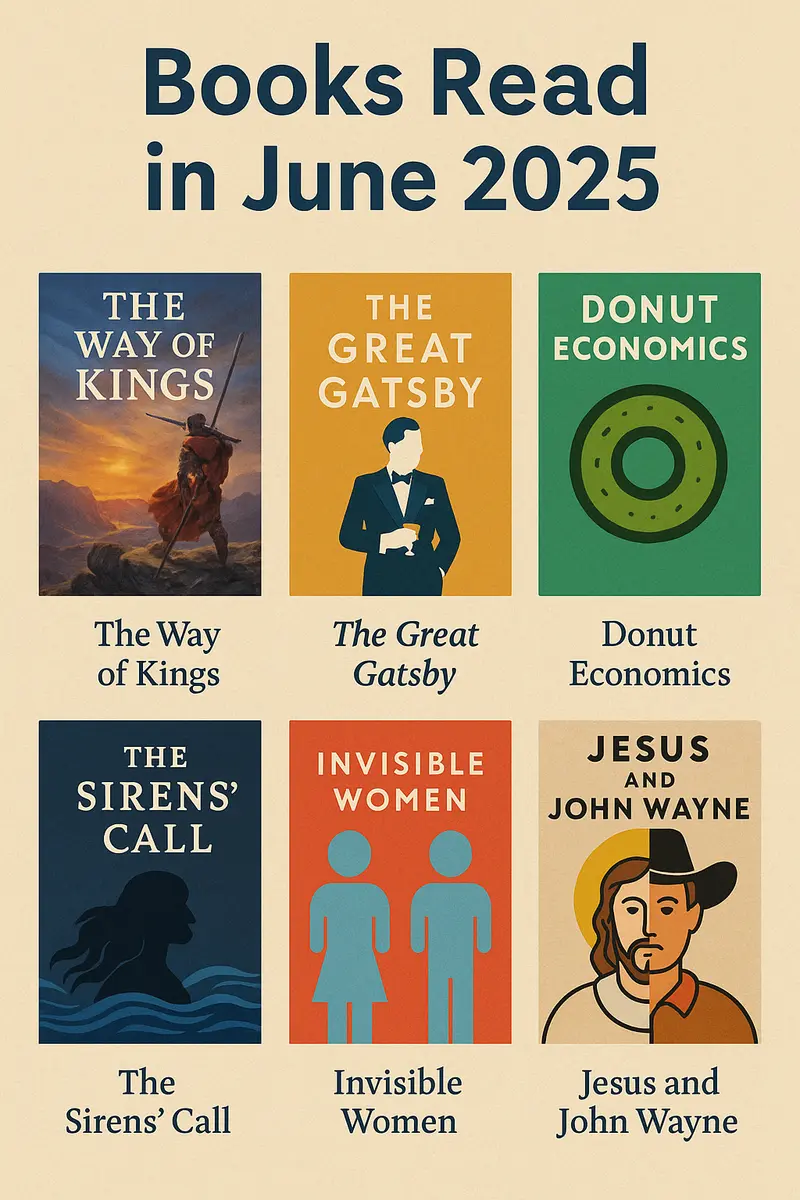 Books Read
in June 2025
THE
WAY OF
KINGS
The Way
of Kings
THE
GREAT
GATSBY
The Great
Gatsby
DONUT
ECONOMICS
Donut
Economics
THE
SIRENS’
CALL
The
Sirens’ Call
INVISIBLE
WOMEN
Invisible
Women
JESUS
AND
JOHN WAYNE
Jesus and
John Wayne